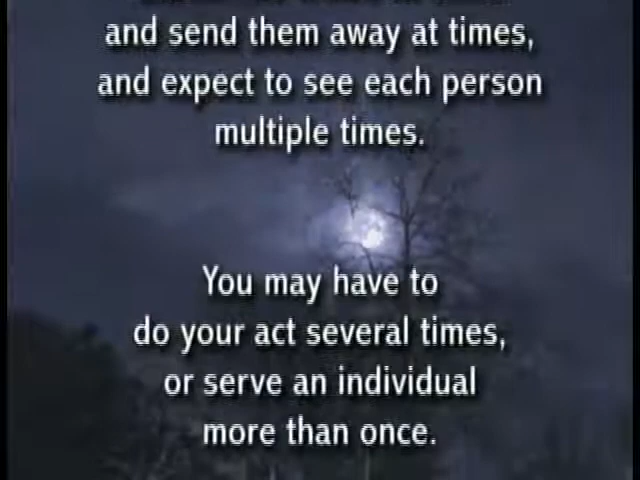 and send them away at times,
and expect to see each person
multiple times.
You may have to
do your act several times,
or serve an individual
more than once.